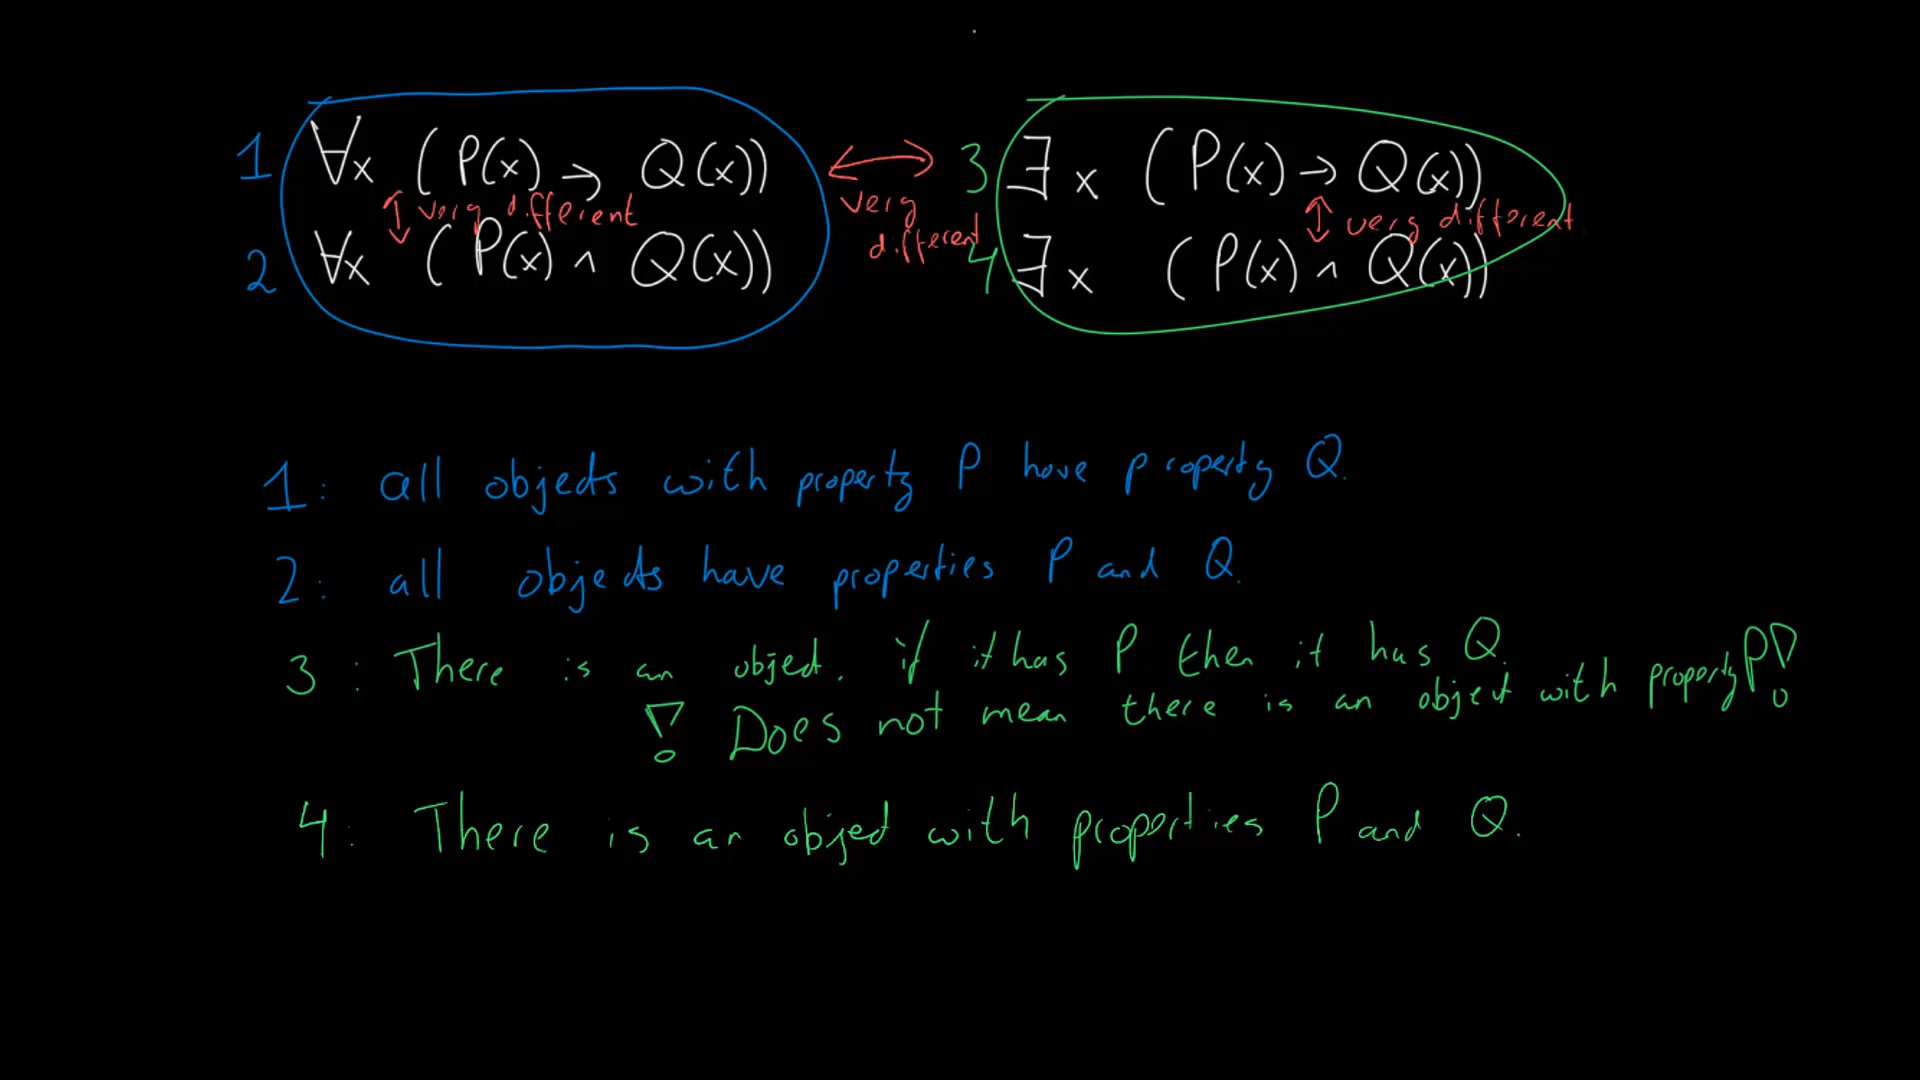 1 ∀x (P(x) → Q(x)) ↔ 3 ∃x (P(x) → Q(x))
↕ very different very different ↕ very different
2 ∀x (P(x) ∧ Q(x)) 4 ∃x (P(x) ∧ Q(x))
1: all objects with property P have property Q.
2: all objects have properties P and Q.
3: There is an object. if it has P then it has Q.
! Does not mean there is an object with property P!
4: There is an object with properties P and Q.